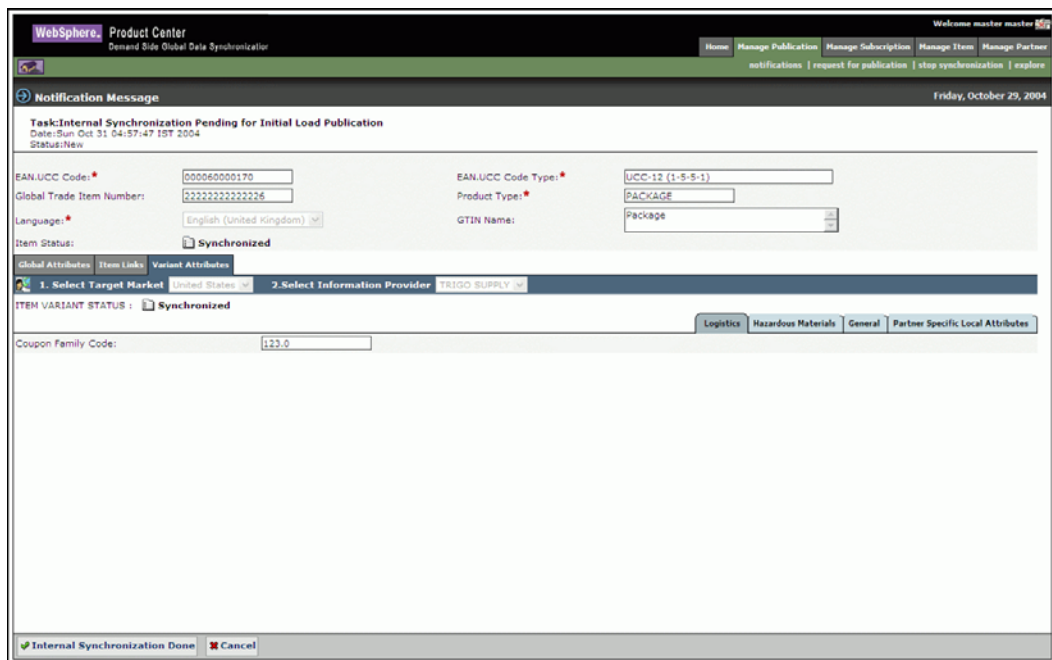 Welcome master master
WebSphere. Product Center
Demand Side Global Data Synchronization
Home Manage Publication Manage Subscription Manage Item Manage Partner
notifications | request for publication | stop synchronization | explore
Notification Message Friday, October 29, 2004
Task:Internal Synchronization Pending for Initial Load Publication
Date:Sun Oct 31 04:57:47 IST 2004
Status:New
EAN.UCC Code:* 000060000170 EAN.UCC Code Type:* UCC-12 (1-5-5-1)
Global Trade Item Number: 22222222222226 Product Type:* PACKAGE
Language:* English (United Kingdom) GTIN Name: Package
Item Status: Synchronized
Global Attributes Item Links Variant Attributes
1. Select Target Market United States 2.Select Information Provider TRIGO SUPPLY
ITEM VARIANT STATUS : Synchronized
Logistics Hazardous Materials General Partner Specific Local Attributes
Coupon Family Code: 123.0
Internal Synchronization Done Cancel